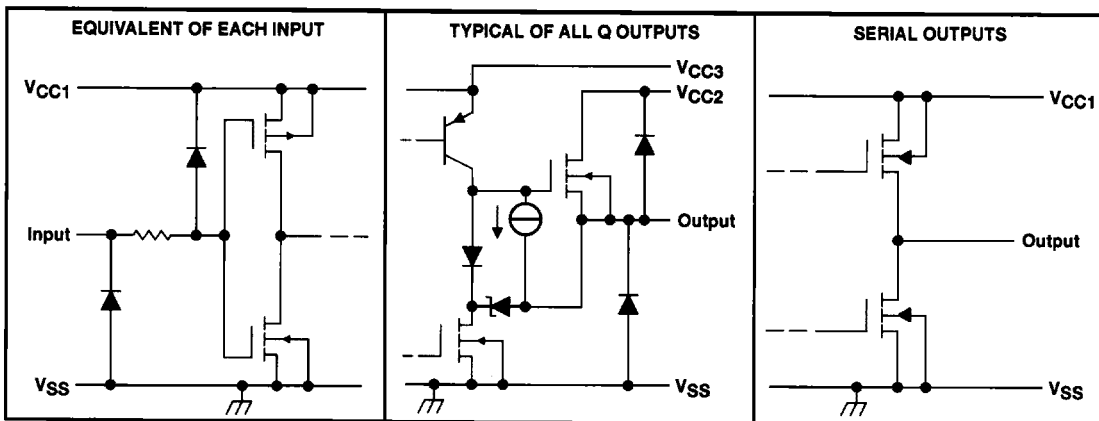 EQUIVALENT OF EACH INPUT
VCC1
Input
VSS
TYPICAL OF ALL Q OUTPUTS
VCC3
VCC2
Output
VSS
SERIAL OUTPUTS
VCC1
Output
VSS